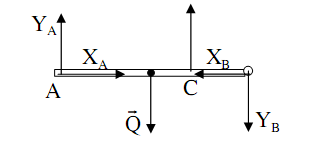 Y_A
X_A X_B
A C
Q⃗ Y_B